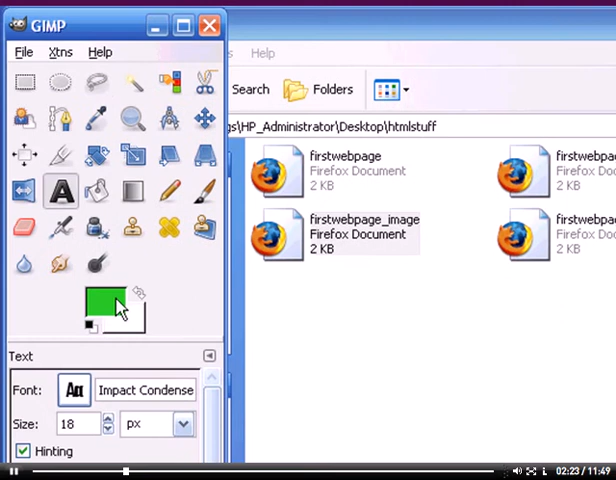 GIMP
File Xtns Help
Help
Search Folders
gs\HP_Administrator\Desktop\htmlstuff
firstwebpage
Firefox Document
2 KB
firstwebpa
Firefox Docu
2 KB
firstwebpage_image
Firefox Document
2 KB
firstwebpa
Firefox Docu
2 KB
Text
Font: Aa Impact Condense
Size: 18 px
Hinting
02:23 / 11:49